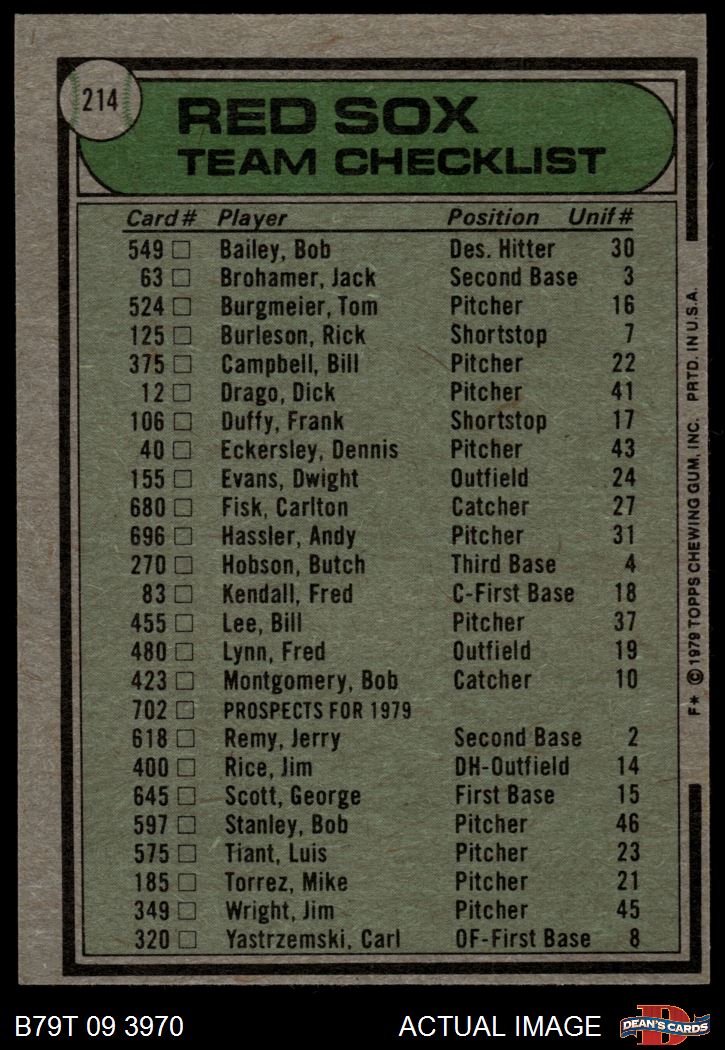 214
RED SOX
TEAM CHECKLIST
Card # Player Position Unif #
549 Bailey, Bob Des. Hitter 30
63 Brohamer, Jack Second Base 3
524 Burgmeier, Tom Pitcher 16
125 Burleson, Rick Shortstop 7
375 Campbell, Bill Pitcher 22
12 Drago, Dick Pitcher 41
106 Duffy, Frank Shortstop 17
40 Eckersley, Dennis Pitcher 43
155 Evans, Dwight Outfield 24
680 Fisk, Carlton Catcher 27
696 Hassler, Andy Pitcher 31
270 Hobson, Butch Third Base 4
83 Kendall, Fred C-First Base 18
455 Lee, Bill Pitcher 37
480 Lynn, Fred Outfield 19
423 Montgomery, Bob Catcher 10
702 PROSPECTS FOR 1979
618 Remy, Jerry Second Base 2
400 Rice, Jim DH-Outfield 14
645 Scott, George First Base 15
597 Stanley, Bob Pitcher 46
575 Tiant, Luis Pitcher 23
185 Torrez, Mike Pitcher 21
349 Wright, Jim Pitcher 45
320 Yastrzemski, Carl OF-First Base 8
F* © 1979 TOPPS CHEWING GUM, INC. PRTD. IN U.S.A.
B79T 09 3970 ACTUAL IMAGE
D
DEAN'S CARDS